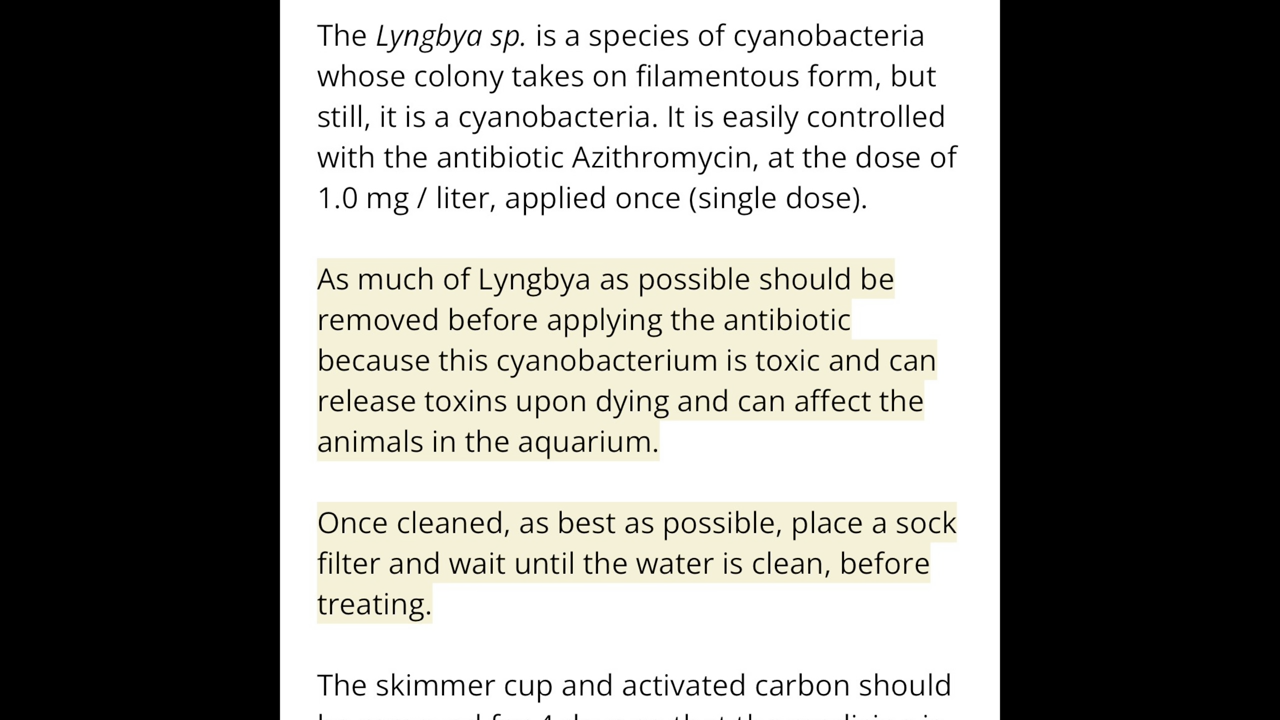 The Lyngbya sp. is a species of cyanobacteria
whose colony takes on filamentous form, but
still, it is a cyanobacteria. It is easily controlled
with the antibiotic Azithromycin, at the dose of
1.0 mg / liter, applied once (single dose).
As much of Lyngbya as possible should be
removed before applying the antibiotic
because this cyanobacterium is toxic and can
release toxins upon dying and can affect the
animals in the aquarium.
Once cleaned, as best as possible, place a sock
filter and wait until the water is clean, before
treating.
The skimmer cup and activated carbon should